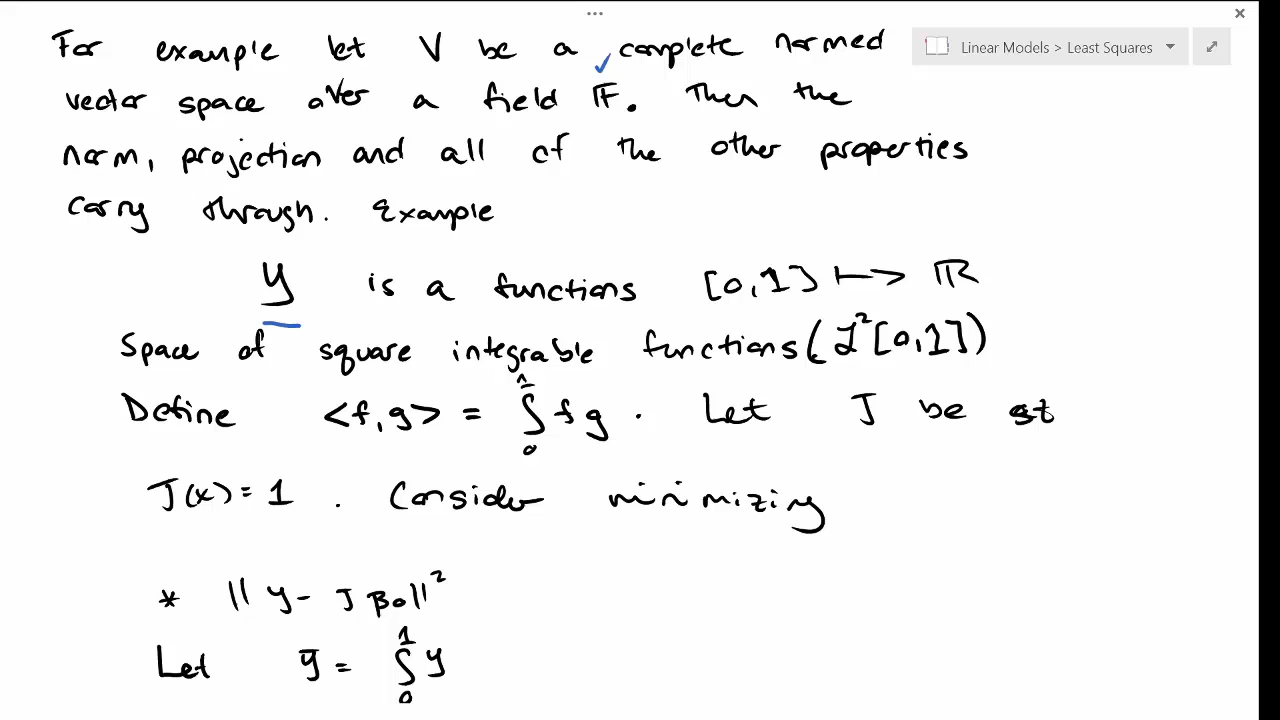 For example let V be a complete normed
Linear Models > Least Squares
vector space over a field 𝔽. Then the
norm, projection and all of the other properties
carry through. Example
y is a functions [0,1] ↦ ℝ
Space of square integrable functions (ℒ²[0,1])
Define <f,g> = ∫₀¹ f g . Let J be st
J(x) = 1 . Consider minimizing
* || y - J β₀ ||²
Let ȳ = ∫₀¹ y